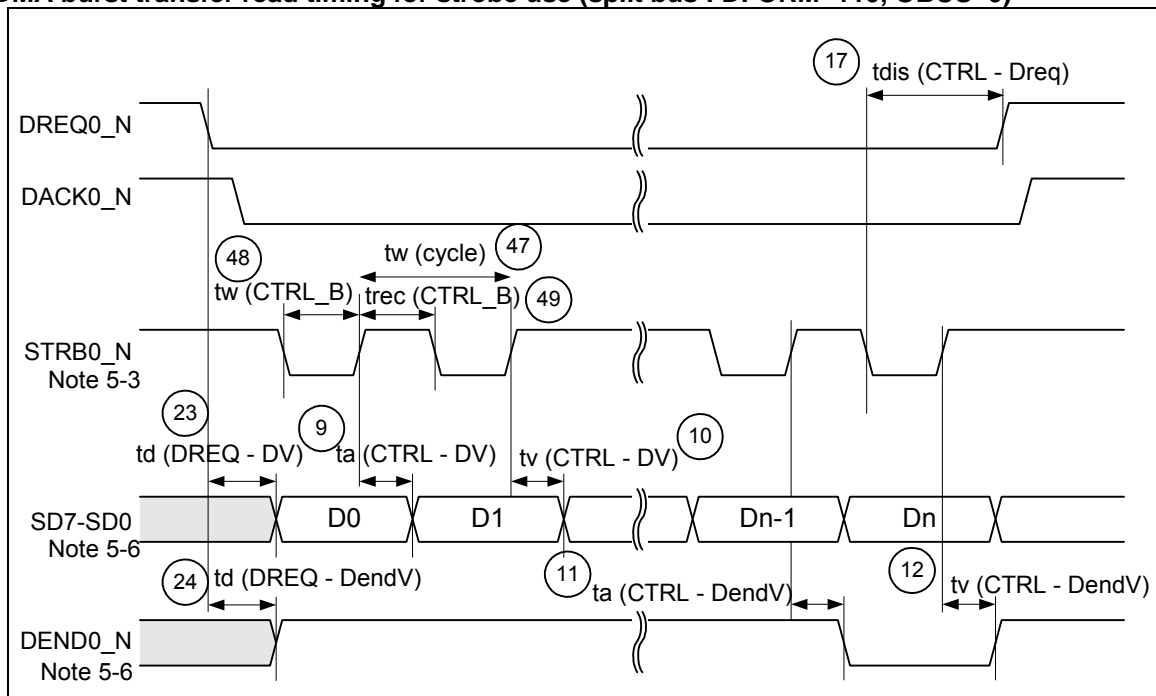 DMA burst transfer read timing for strobe use (split bus : DFORM=110, OBUS=0)
17
tdis (CTRL - Dreq)
DREQ0_N
DACK0_N
48
tw (cycle)
47
tw (CTRL_B)
trec (CTRL_B)
49
STRB0_N
Note 5-3
23
9
10
td (DREQ - DV)
ta (CTRL - DV)
tv (CTRL - DV)
SD7-SD0
Note 5-6
D0
D1
Dn-1
Dn
24
td (DREQ - DendV)
11
ta (CTRL - DendV)
12
tv (CTRL - DendV)
DEND0_N
Note 5-6